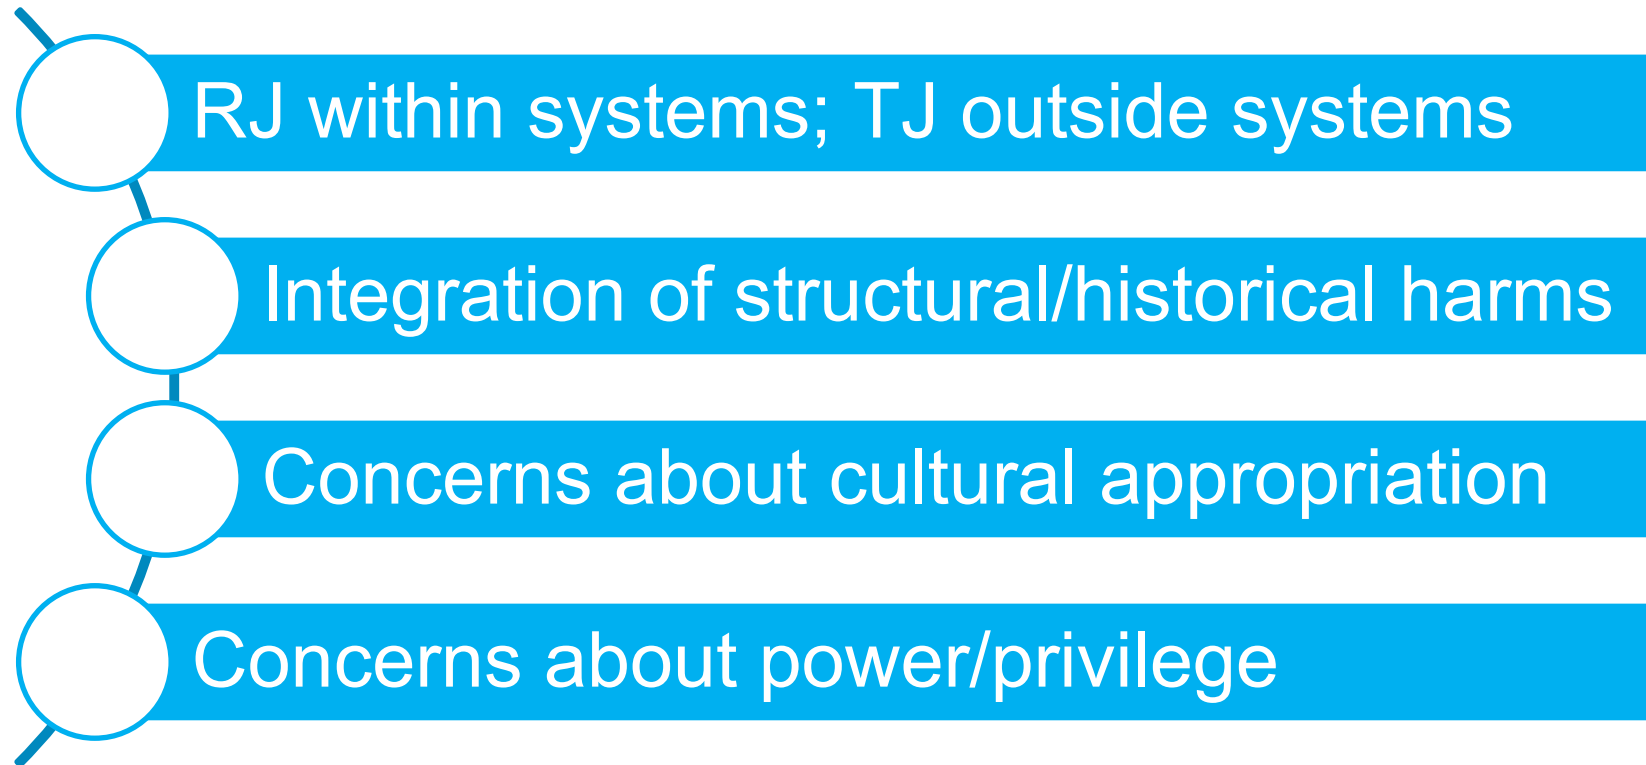 RJ within systems; TJ outside systems
Integration of structural/historical harms
Concerns about cultural appropriation
Concerns about power/privilege